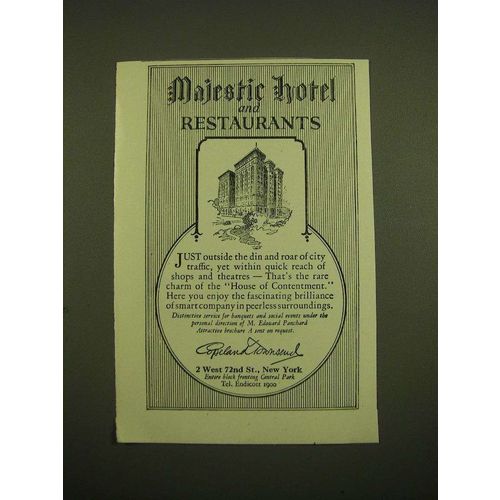 Majestic Hotel
and
RESTAURANTS
JUST outside the din and roar of city
traffic, yet within quick reach of
shops and theatres — That's the rare
charm of the "House of Contentment."
Here you enjoy the fascinating brilliance
of smart company in peerless surroundings.
Distinctive service for banquets and social events under the
personal direction of M. Edouard Panchard
Attractive brochure A sent on request.
Copeland Townsend
2 West 72nd St., New York
Entire block fronting Central Park
Tel. Endicott 1900